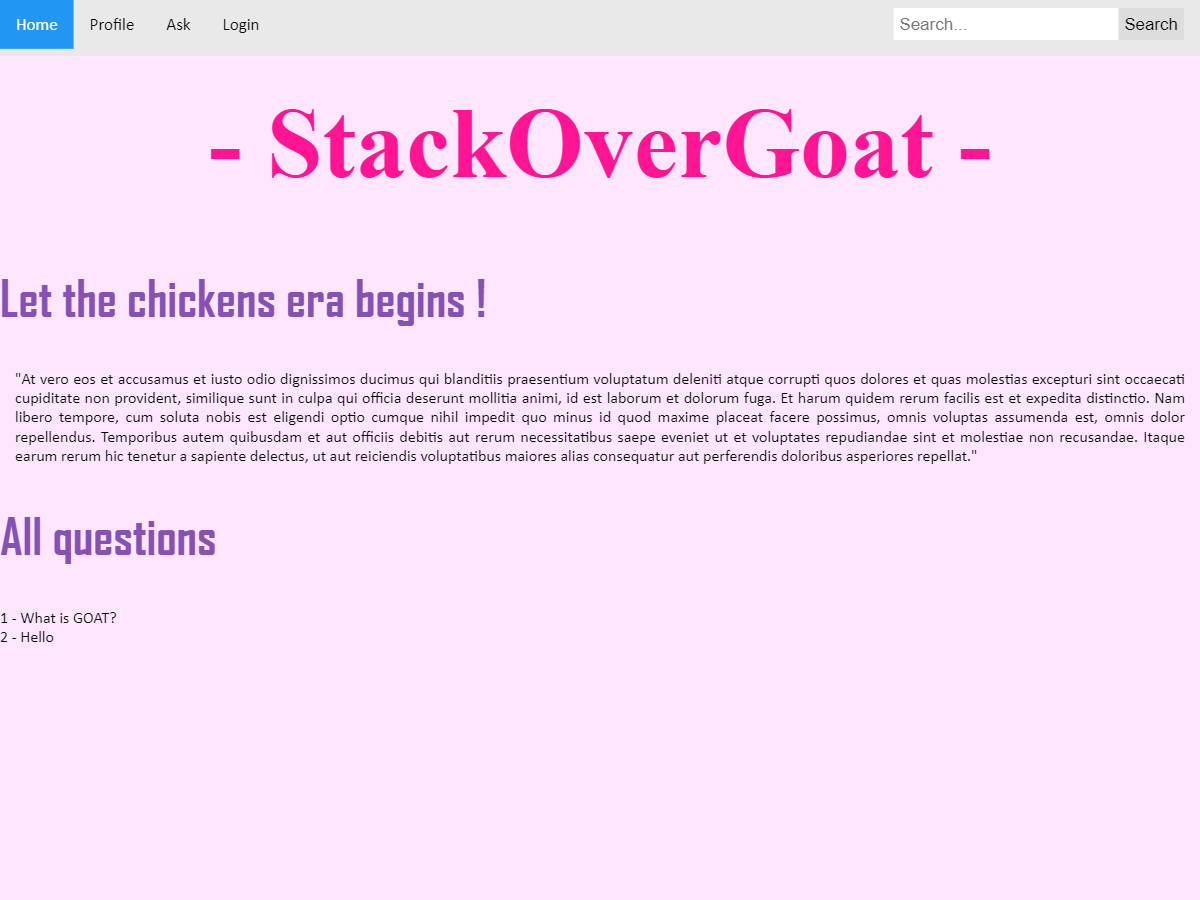 Home Profile Ask Login Search... Search
- StackOverGoat -
Let the chickens era begins !
"At vero eos et accusamus et iusto odio dignissimos ducimus qui blanditiis praesentium voluptatum deleniti atque corrupti quos dolores et quas molestias excepturi sint occaecati
cupiditate non provident, similique sunt in culpa qui officia deserunt mollitia animi, id est laborum et dolorum fuga. Et harum quidem rerum facilis est et expedita distinctio. Nam
libero tempore, cum soluta nobis est eligendi optio cumque nihil impedit quo minus id quod maxime placeat facere possimus, omnis voluptas assumenda est, omnis dolor
repellendus. Temporibus autem quibusdam et aut officiis debitis aut rerum necessitatibus saepe eveniet ut et voluptates repudiandae sint et molestiae non recusandae. Itaque
earum rerum hic tenetur a sapiente delectus, ut aut reiciendis voluptatibus maiores alias consequatur aut perferendis doloribus asperiores repellat."
All questions
1 - What is GOAT?
2 - Hello